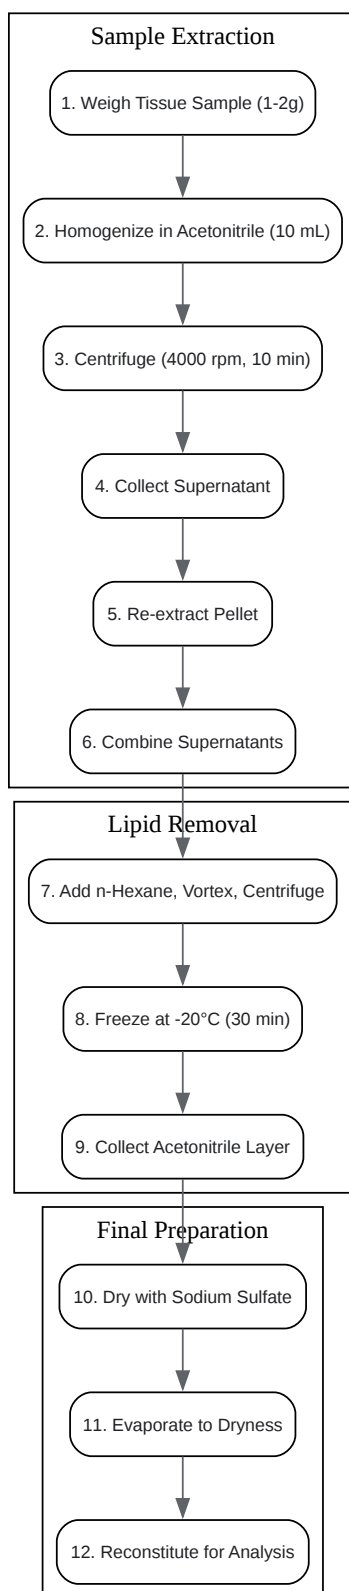 Sample Extraction
1. Weigh Tissue Sample (1-2g)
2. Homogenize in Acetonitrile (10 mL)
3. Centrifuge (4000 rpm, 10 min)
4. Collect Supernatant
5. Re-extract Pellet
6. Combine Supernatants
Lipid Removal
7. Add n-Hexane, Vortex, Centrifuge
8. Freeze at -20°C (30 min)
9. Collect Acetonitrile Layer
Final Preparation
10. Dry with Sodium Sulfate
11. Evaporate to Dryness
12. Reconstitute for Analysis